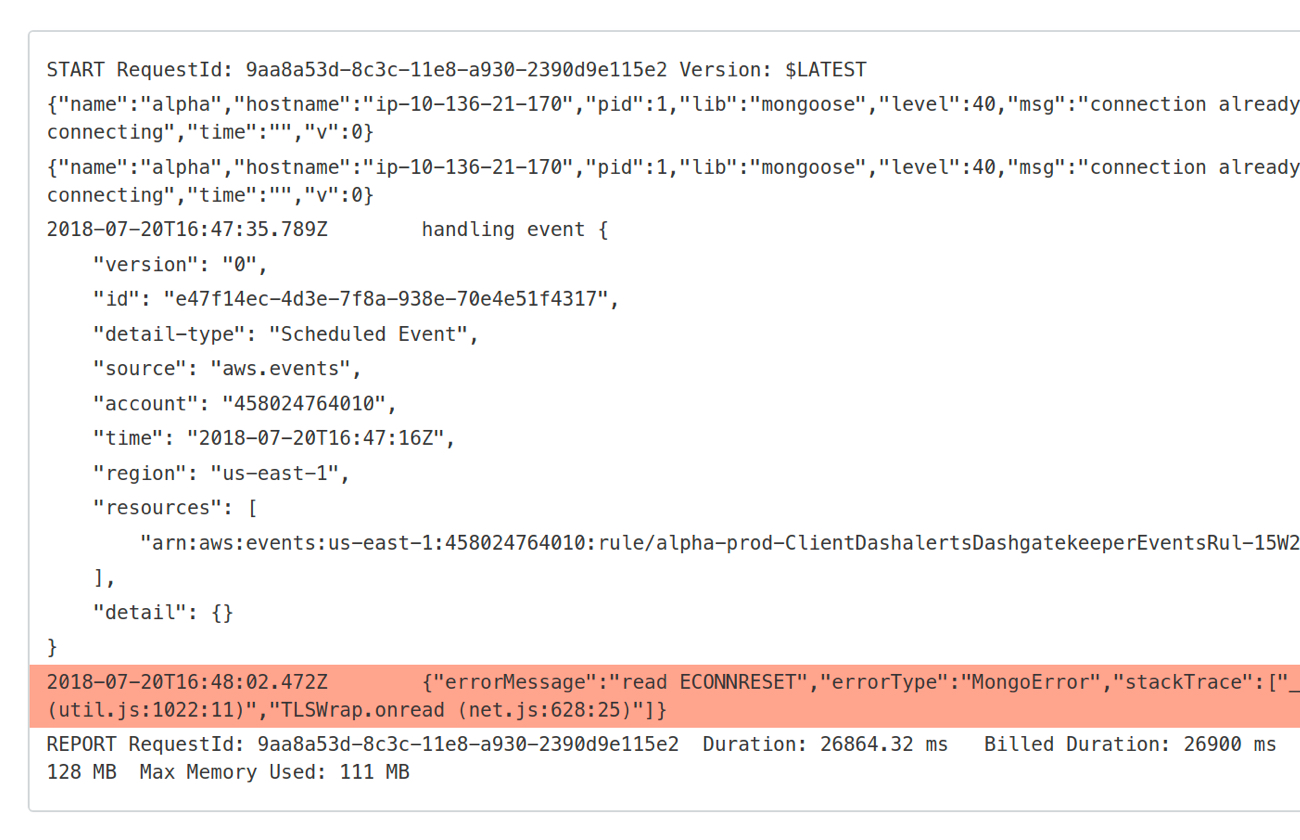 START RequestId: 9aa8a53d-8c3c-11e8-a930-2390d9e115e2 Version: $LATEST
{"name":"alpha","hostname":"ip-10-136-21-170","pid":1,"lib":"mongoose","level":40,"msg":"connection already
connecting","time":"","v":0}
{"name":"alpha","hostname":"ip-10-136-21-170","pid":1,"lib":"mongoose","level":40,"msg":"connection already
connecting","time":"","v":0}
2018-07-20T16:47:35.789Z        handling event {
    "version": "0",
    "id": "e47f14ec-4d3e-7f8a-938e-70e4e51f4317",
    "detail-type": "Scheduled Event",
    "source": "aws.events",
    "account": "458024764010",
    "time": "2018-07-20T16:47:16Z",
    "region": "us-east-1",
    "resources": [
        "arn:aws:events:us-east-1:458024764010:rule/alpha-prod-ClientDashalertsDashgatekeeperEventsRul-15W2
    ],
    "detail": {}
}
2018-07-20T16:48:02.472Z        {"errorMessage":"read ECONNRESET","errorType":"MongoError","stackTrace":["_
(util.js:1022:11)","TLSWrap.onread (net.js:628:25)"]}
REPORT RequestId: 9aa8a53d-8c3c-11e8-a930-2390d9e115e2  Duration: 26864.32 ms   Billed Duration: 26900 ms
128 MB  Max Memory Used: 111 MB